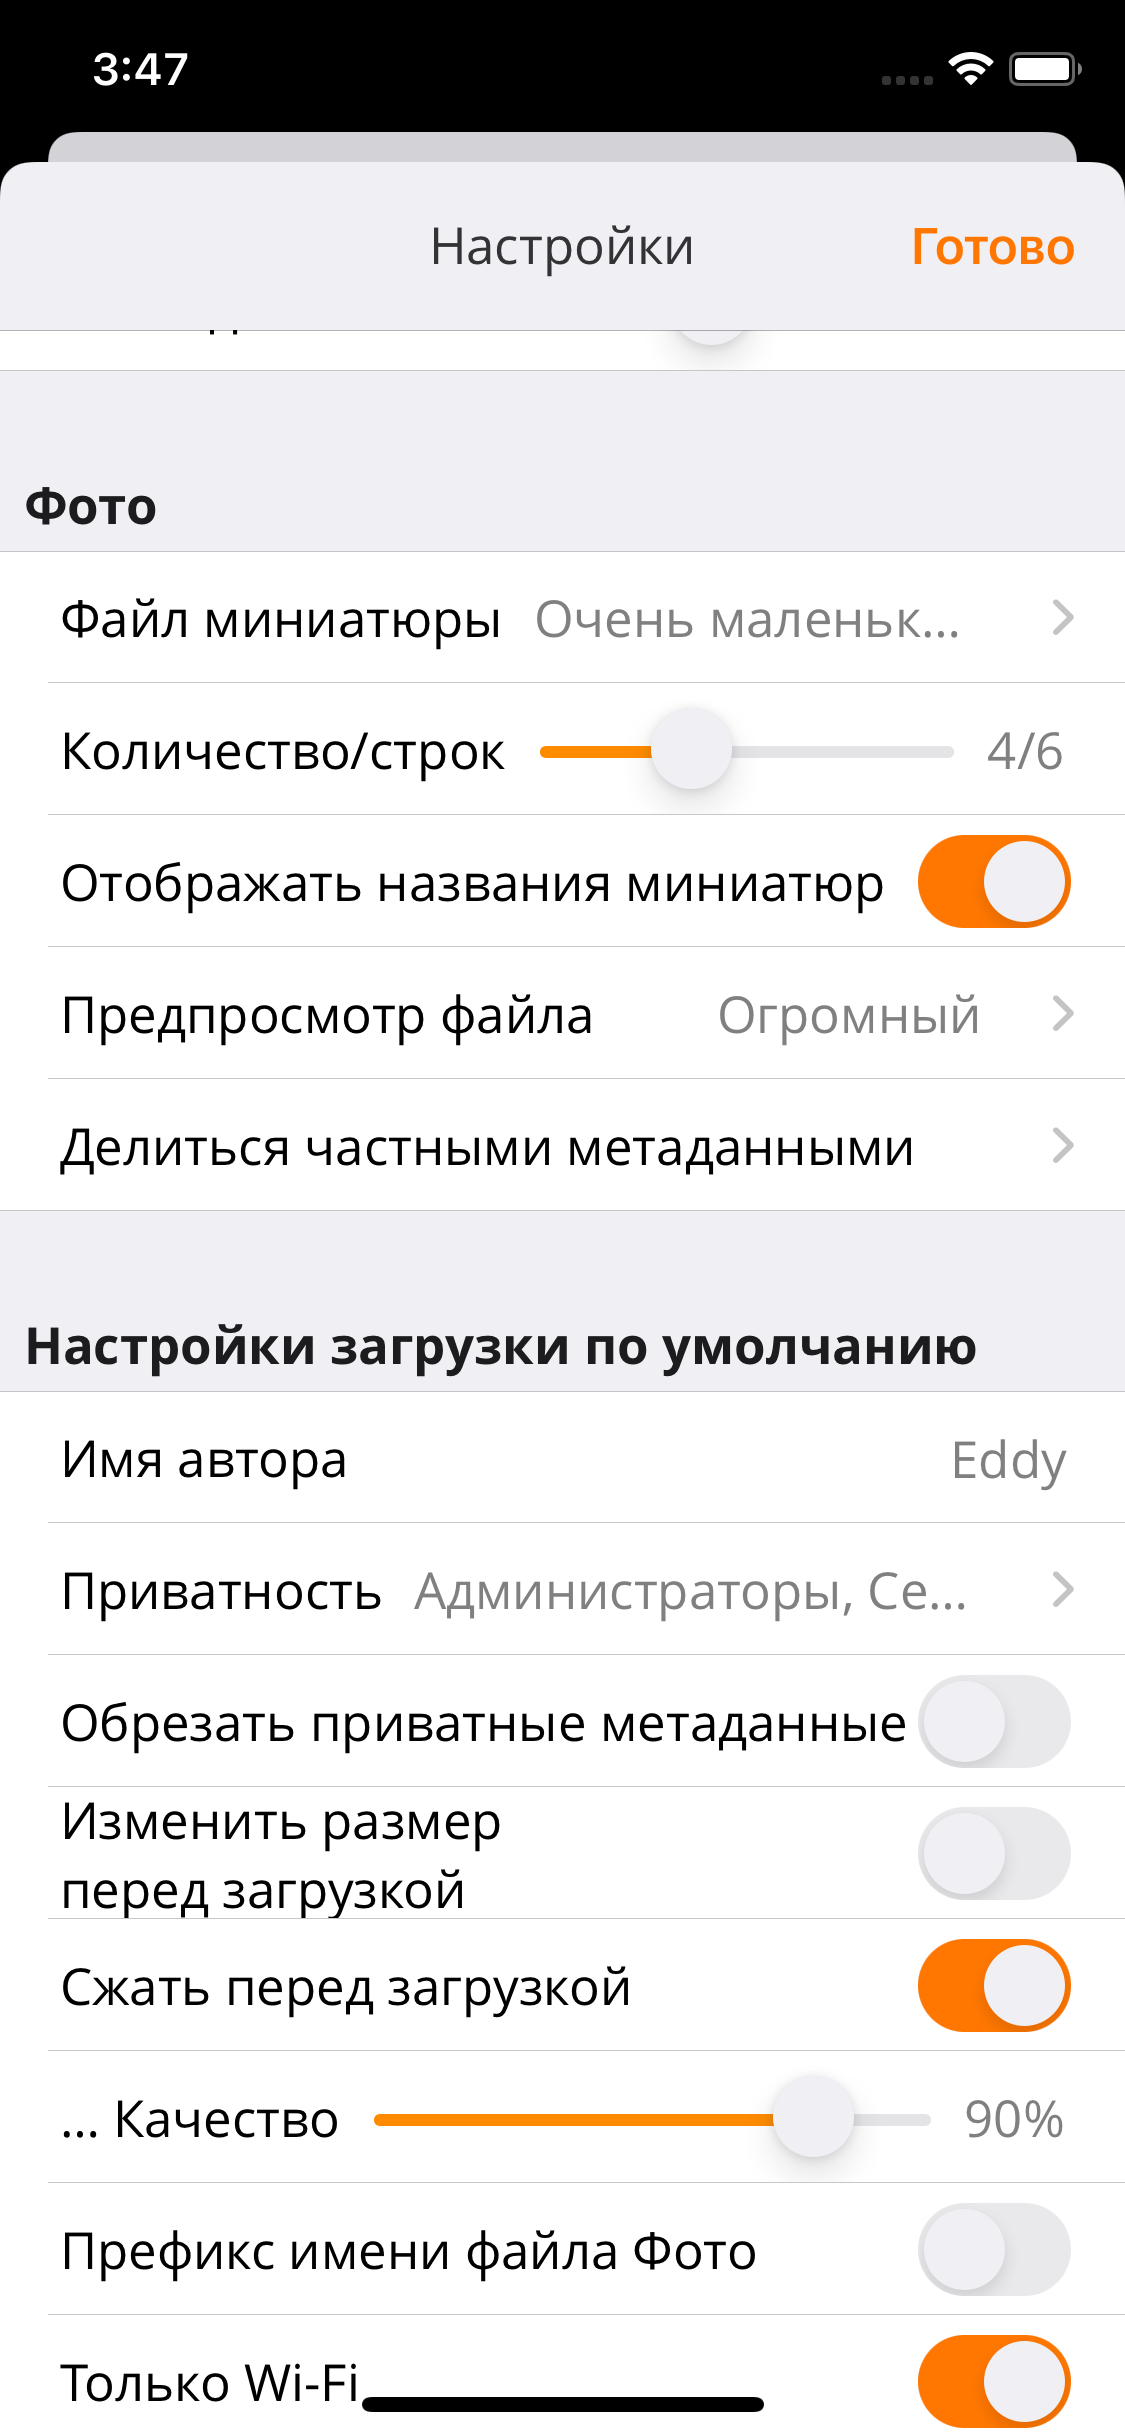 3:47
Настройки
Готово
Фото
Файл миниатюры Очень маленьк...
Количество/строк 4/6
Отображать названия миниатюр
Предпросмотр файла Огромный
Делиться частными метаданными
Настройки загрузки по умолчанию
Имя автора Eddy
Приватность Администраторы, Се...
Обрезать приватные метаданные
Изменить размер
перед загрузкой
Сжать перед загрузкой
... Качество 90%
Префикс имени файла Фото
Только Wi-Fi